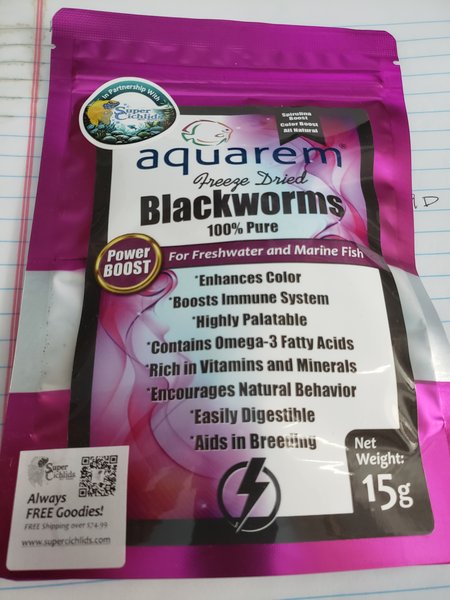 In Partnership With
Super
Cichlids
Spirulina
Boost
Color Boost
All Natural
aquarem®
Freeze Dried
Blackworms
100% Pure
Power
BOOST
For Freshwater and Marine Fish
*Enhances Color
*Boosts Immune System
*Highly Palatable
*Contains Omega-3 Fatty Acids
*Rich in Vitamins and Minerals
*Encourages Natural Behavior
*Easily Digestible
*Aids in Breeding
Net
Weight:
15g
Super
Cichlids
Always
FREE Goodies!
FREE Shipping over $74.99
www.supercichlids.com